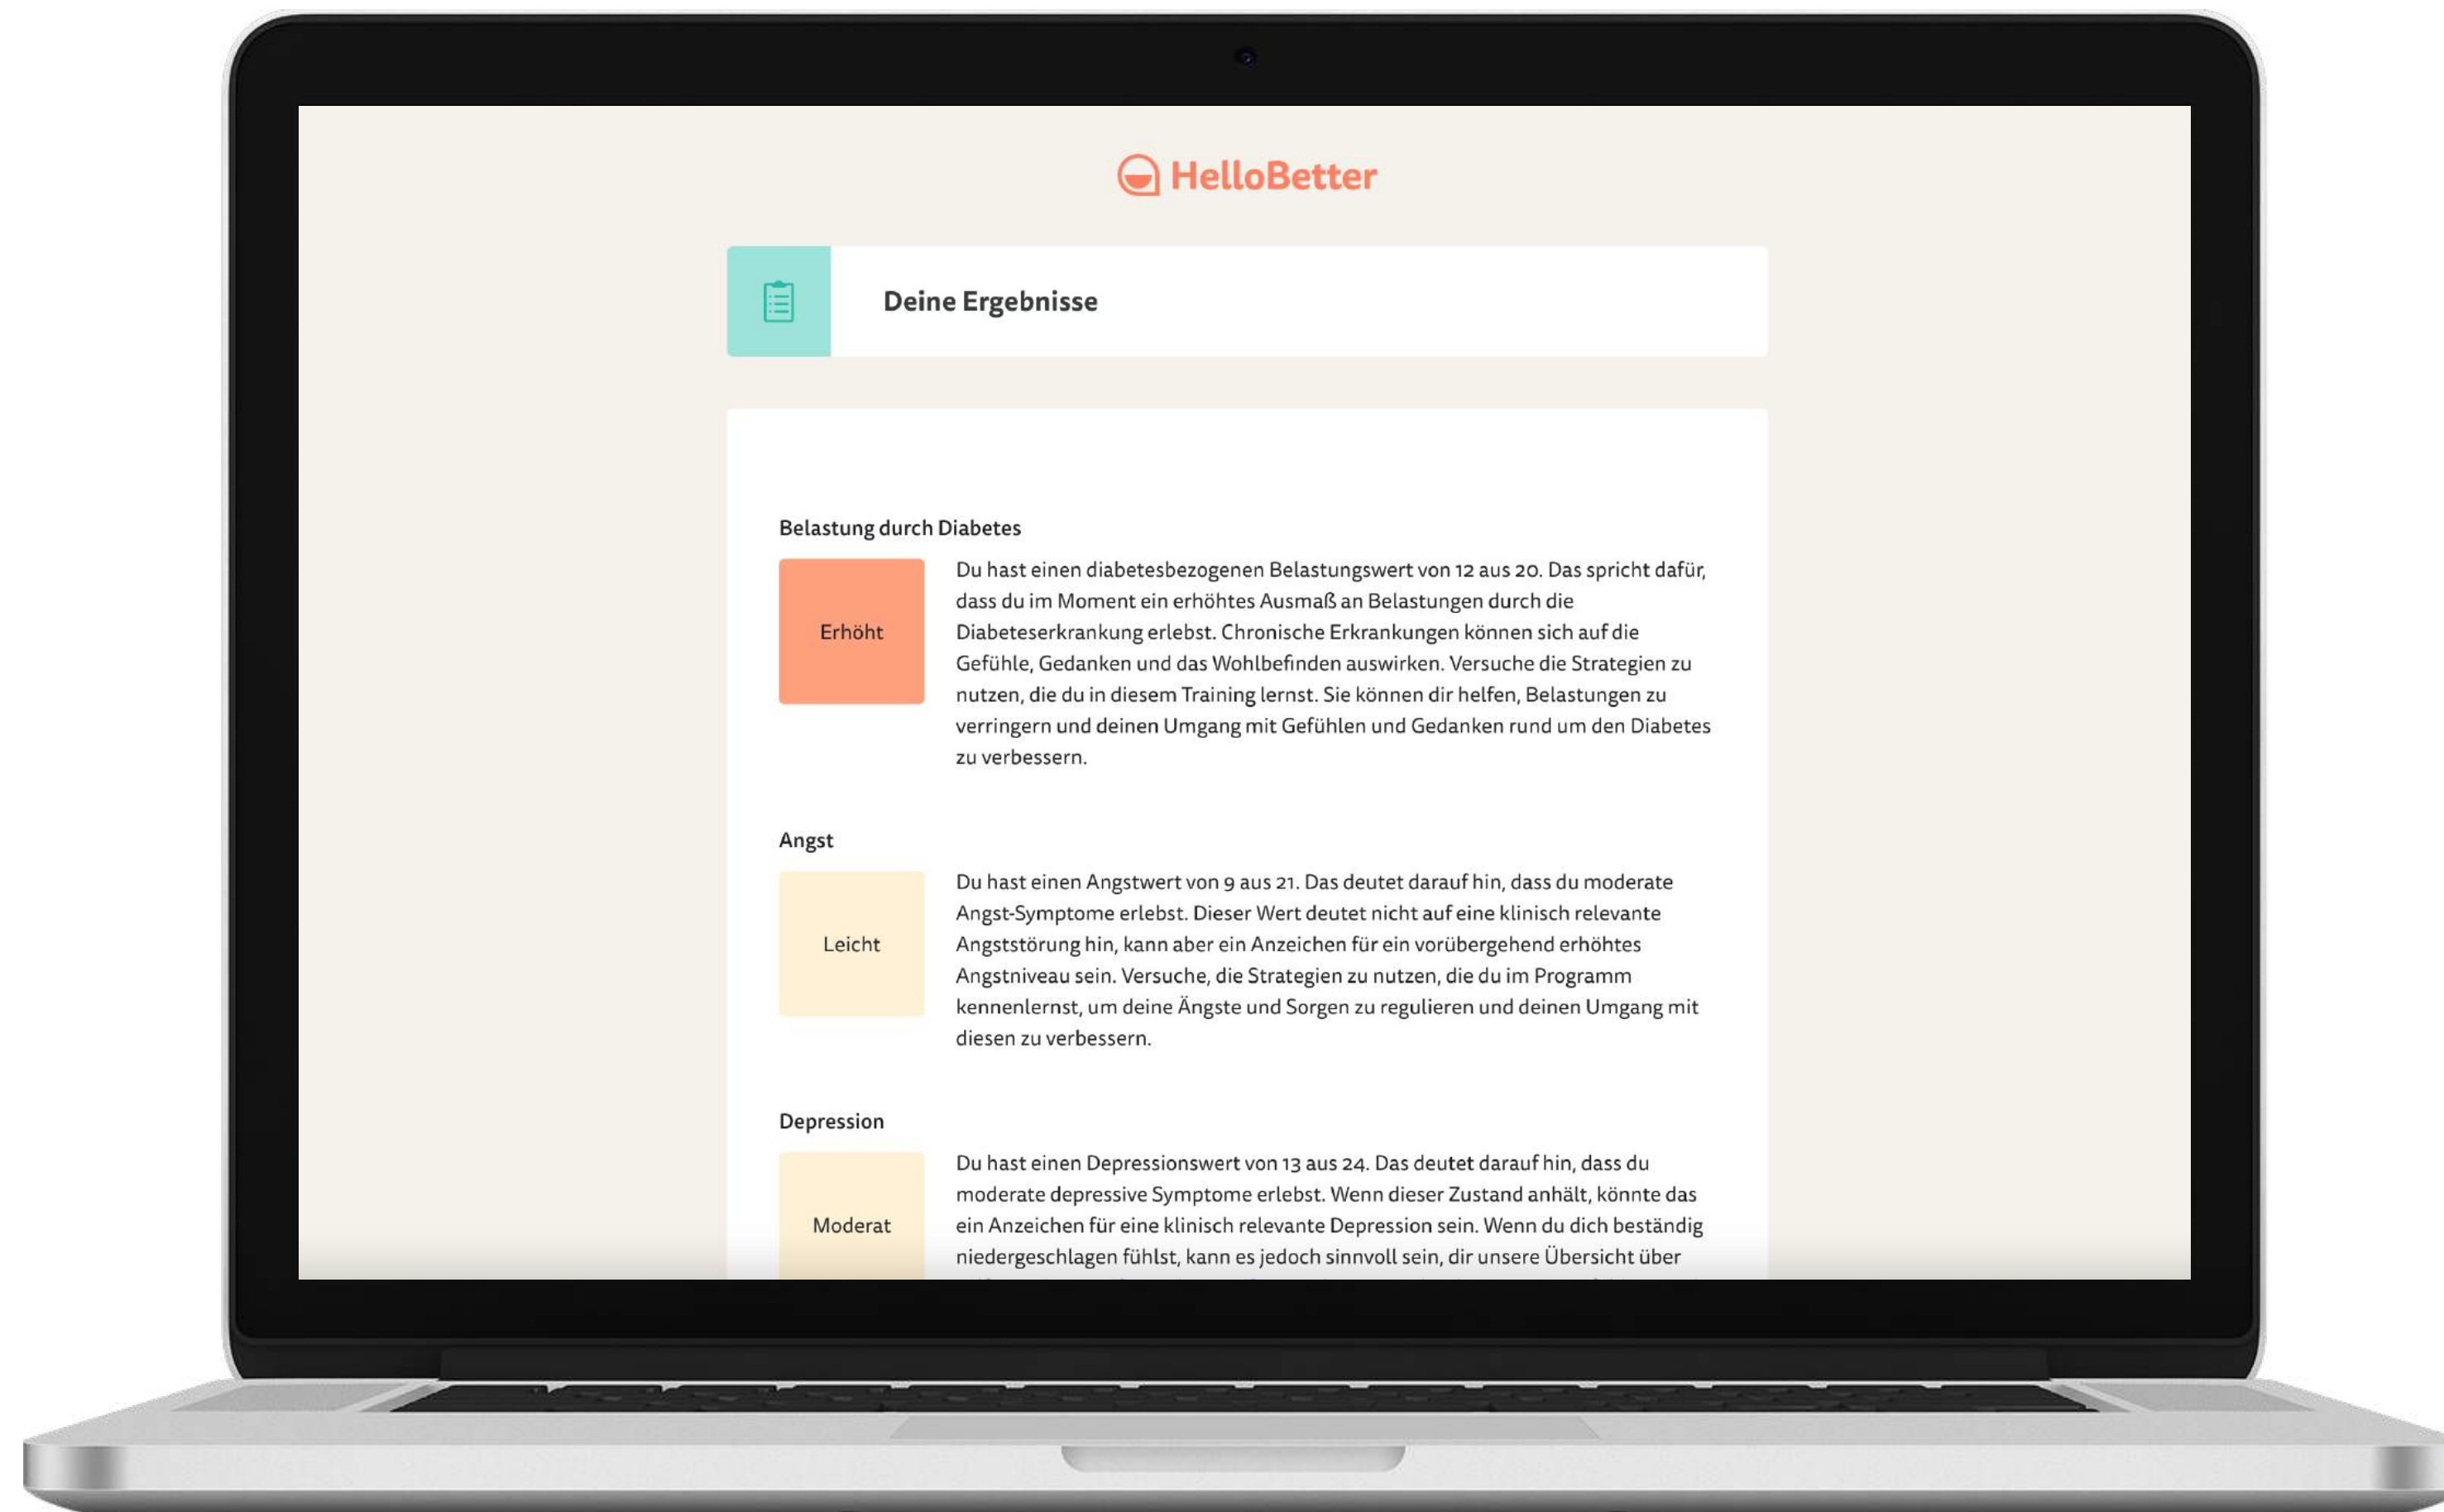 HelloBetter
Deine Ergebnisse
Belastung durch Diabetes
Erhöht
Du hast einen diabetesbezogenen Belastungswert von 12 aus 20. Das spricht dafür,
dass du im Moment ein erhöhtes Ausmaß an Belastungen durch die
Diabeteserkrankung erlebst. Chronische Erkrankungen können sich auf die
Gefühle, Gedanken und das Wohlbefinden auswirken. Versuche die Strategien zu
nutzen, die du in diesem Training lernst. Sie können dir helfen, Belastungen zu
verringern und deinen Umgang mit Gefühlen und Gedanken rund um den Diabetes
zu verbessern.
Angst
Leicht
Du hast einen Angstwert von 9 aus 21. Das deutet darauf hin, dass du moderate
Angst-Symptome erlebst. Dieser Wert deutet nicht auf eine klinisch relevante
Angststörung hin, kann aber ein Anzeichen für ein vorübergehend erhöhtes
Angstniveau sein. Versuche, die Strategien zu nutzen, die du im Programm
kennenlernst, um deine Ängste und Sorgen zu regulieren und deinen Umgang mit
diesen zu verbessern.
Depression
Moderat
Du hast einen Depressionswert von 13 aus 24. Das deutet darauf hin, dass du
moderate depressive Symptome erlebst. Wenn dieser Zustand anhält, könnte das
ein Anzeichen für eine klinisch relevante Depression sein. Wenn du dich beständig
niedergeschlagen fühlst, kann es jedoch sinnvoll sein, dir unsere Übersicht über